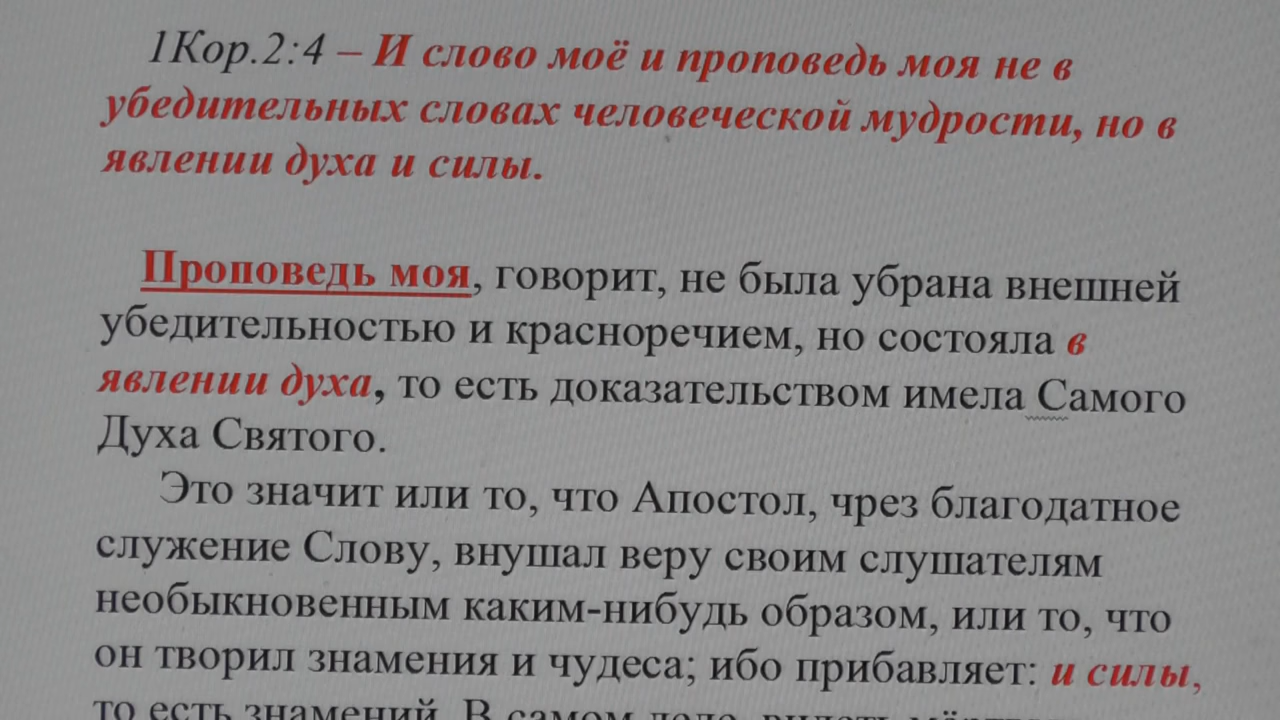 1Кор.2:4 – И слово моё и проповедь моя не в
убедительных словах человеческой мудрости, но в
явлении духа и силы.
Проповедь моя, говорит, не была убрана внешней
убедительностью и красноречием, но состояла в
явлении духа, то есть доказательством имела Самого
Духа Святого.
Это значит или то, что Апостол, чрез благодатное
служение Слову, внушал веру своим слушателям
необыкновенным каким-нибудь образом, или то, что
он творил знамения и чудеса; ибо прибавляет: и силы,
то есть знамений. В самом деле, видеть